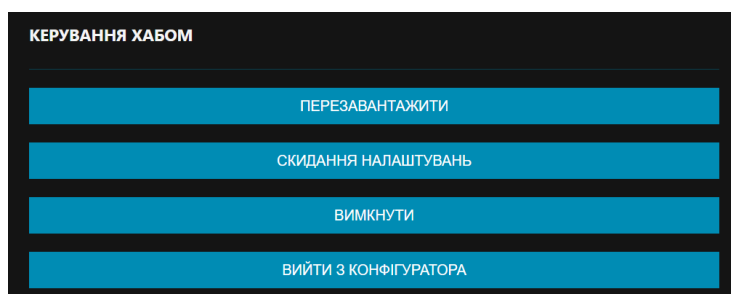 КЕРУВАННЯ ХАБОМ
ПЕРЕЗАВАНТАЖИТИ
СКИДАННЯ НАЛАШТУВАНЬ
ВИМКНУТИ
ВИЙТИ З КОНФІГУРАТОРА